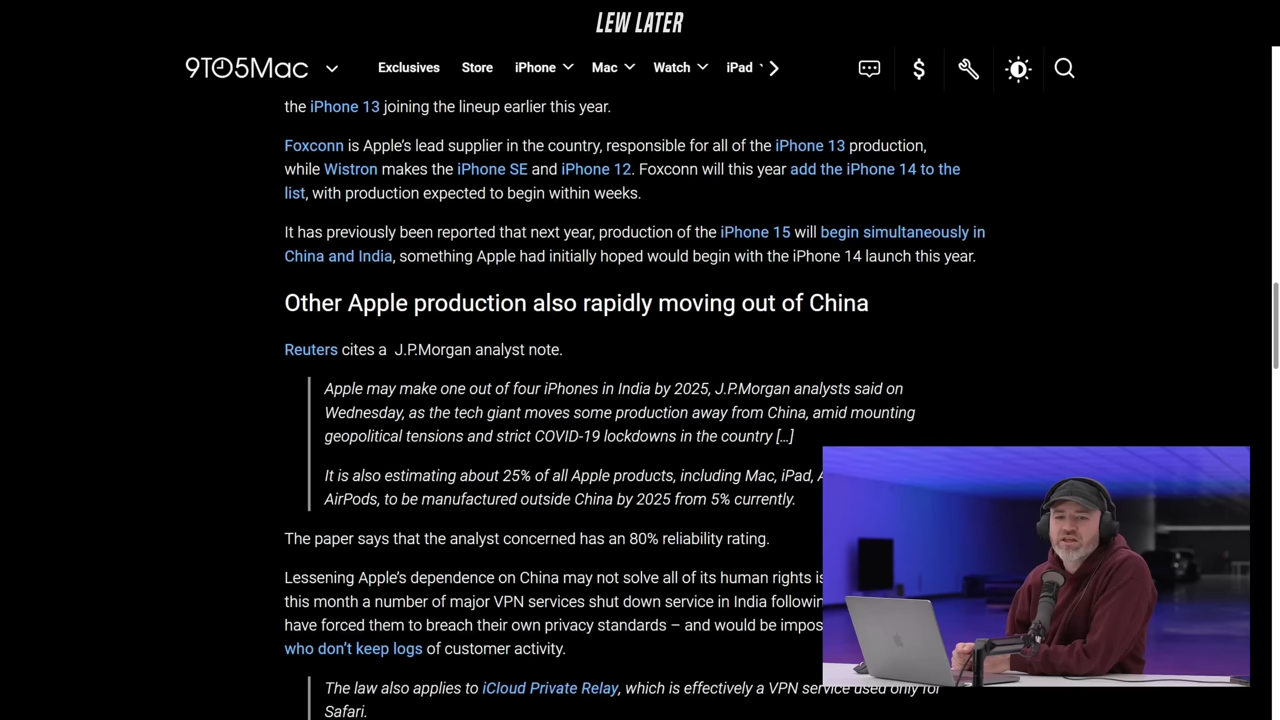 LEW LATER
9TO5Mac Exclusives Store iPhone Mac Watch iPad
the iPhone 13 joining the lineup earlier this year.
Foxconn is Apple’s lead supplier in the country, responsible for all of the iPhone 13 production,
while Wistron makes the iPhone SE and iPhone 12. Foxconn will this year add the iPhone 14 to the
list, with production expected to begin within weeks.
It has previously been reported that next year, production of the iPhone 15 will begin simultaneously in
China and India, something Apple had initially hoped would begin with the iPhone 14 launch this year.
Other Apple production also rapidly moving out of China
Reuters cites a J.P.Morgan analyst note.
Apple may make one out of four iPhones in India by 2025, J.P.Morgan analysts said on
Wednesday, as the tech giant moves some production away from China, amid mounting
geopolitical tensions and strict COVID-19 lockdowns in the country […]
It is also estimating about 25% of all Apple products, including Mac, iPad,
AirPods, to be manufactured outside China by 2025 from 5% currently.
The paper says that the analyst concerned has an 80% reliability rating.
Lessening Apple’s dependence on China may not solve all of its human rights
this month a number of major VPN services shut down service in India
have forced them to breach their own privacy standards – and would be
who don’t keep logs of customer activity.
The law also applies to iCloud Private Relay, which is effectively a VPN service used only for
Safari.